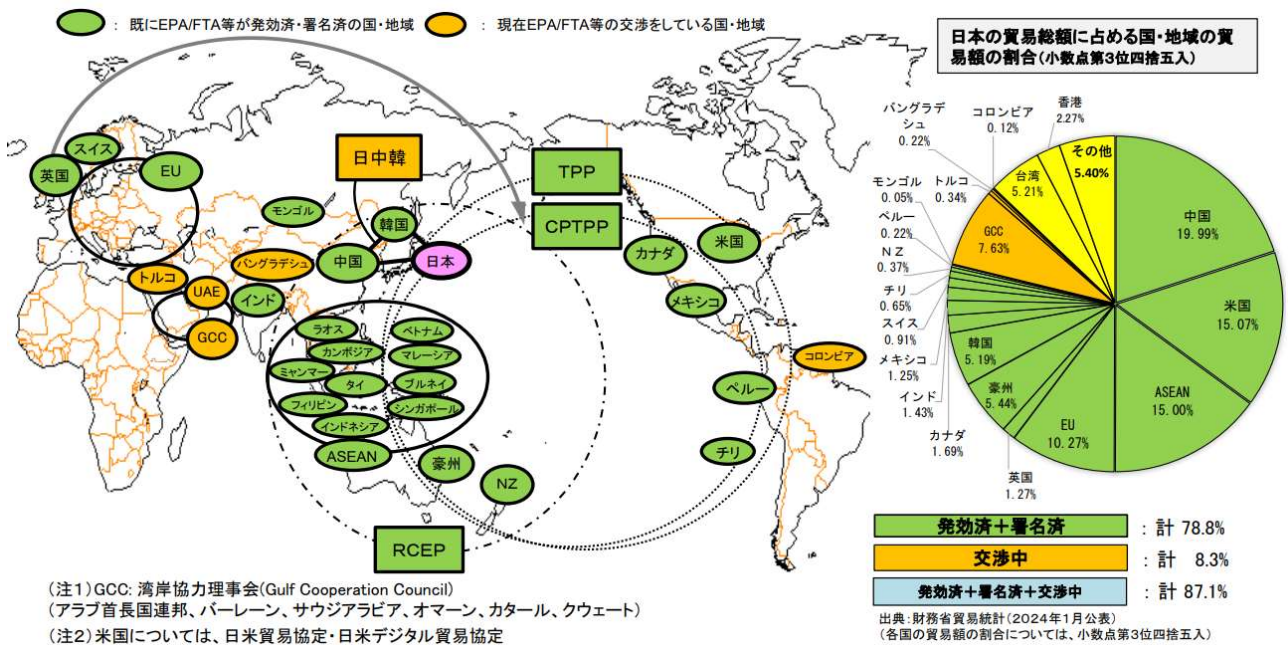 ： 既にEPA/FTA等が発効済・署名済の国・地域
： 現在EPA/FTA等の交渉をしている国・地域
英国
スイス
EU
日中韓
モンゴル
韓国
バングラデシュ
中国
日本
トルコ
UAE
インド
GCC
ラオス
ベトナム
カンボジア
マレーシア
ミャンマー
タイ
ブルネイ
フィリピン
シンガポール
インドネシア
ASEAN
豪州
NZ
RCEP
TPP
CPTPP
カナダ
米国
メキシコ
コロンビア
ペルー
チリ
(注1)GCC: 湾岸協力理事会(Gulf Cooperation Council)
(アラブ首長国連邦、バーレーン、サウジアラビア、オマーン、カタール、クウェート)
(注2)米国については、日米貿易協定・日米デジタル貿易協定
日本の貿易総額に占める国・地域の貿
易額の割合(小数点第3位四捨五入)
中国
19.99%
米国
15.07%
ASEAN
15.00%
EU
10.27%
英国
1.27%
豪州
5.44%
韓国
5.19%
カナダ
1.69%
インド
1.43%
メキシコ
1.25%
スイス
0.91%
チリ
0.65%
NZ
0.37%
ペルー
0.22%
モンゴル
0.05%
GCC
7.63%
トルコ
0.34%
バングラデ
シュ
0.22%
コロンビア
0.12%
台湾
5.21%
香港
2.27%
その他
5.40%
発効済＋署名済 ：計 78.8%
交渉中 ：計 8.3%
発効済＋署名済＋交渉中 ：計 87.1%
出典：財務省貿易統計(2024年1月公表)
(各国の貿易額の割合については、小数点第3位四捨五入)